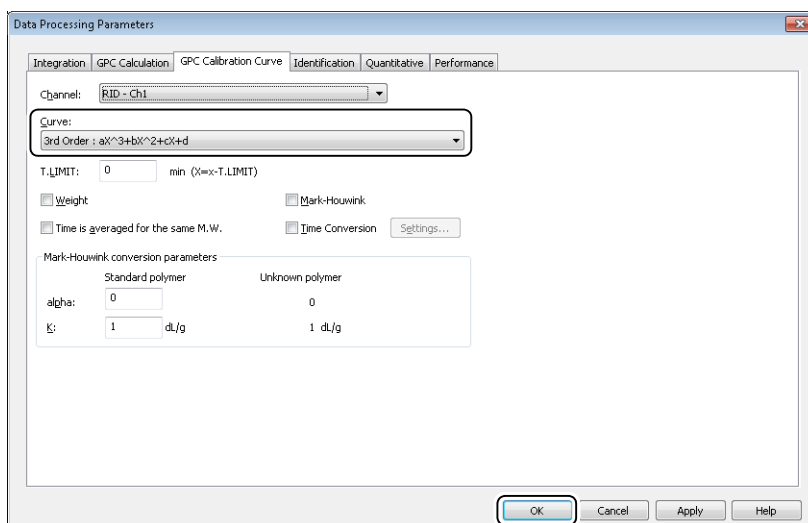 Data Processing Parameters
Integration GPC Calculation GPC Calibration Curve Identification Quantitative Performance
Channel: RID - Ch1
Curve:
3rd Order : aX^3+bX^2+cX+d
T.LIMIT: 0 min (X=x-T.LIMIT)
Weight Mark-Houwink
Time is averaged for the same M.W. Time Conversion Settings...
Mark-Houwink conversion parameters
Standard polymer Unknown polymer
alpha: 0 0
K: 1 dL/g 1 dL/g
OK Cancel Apply Help